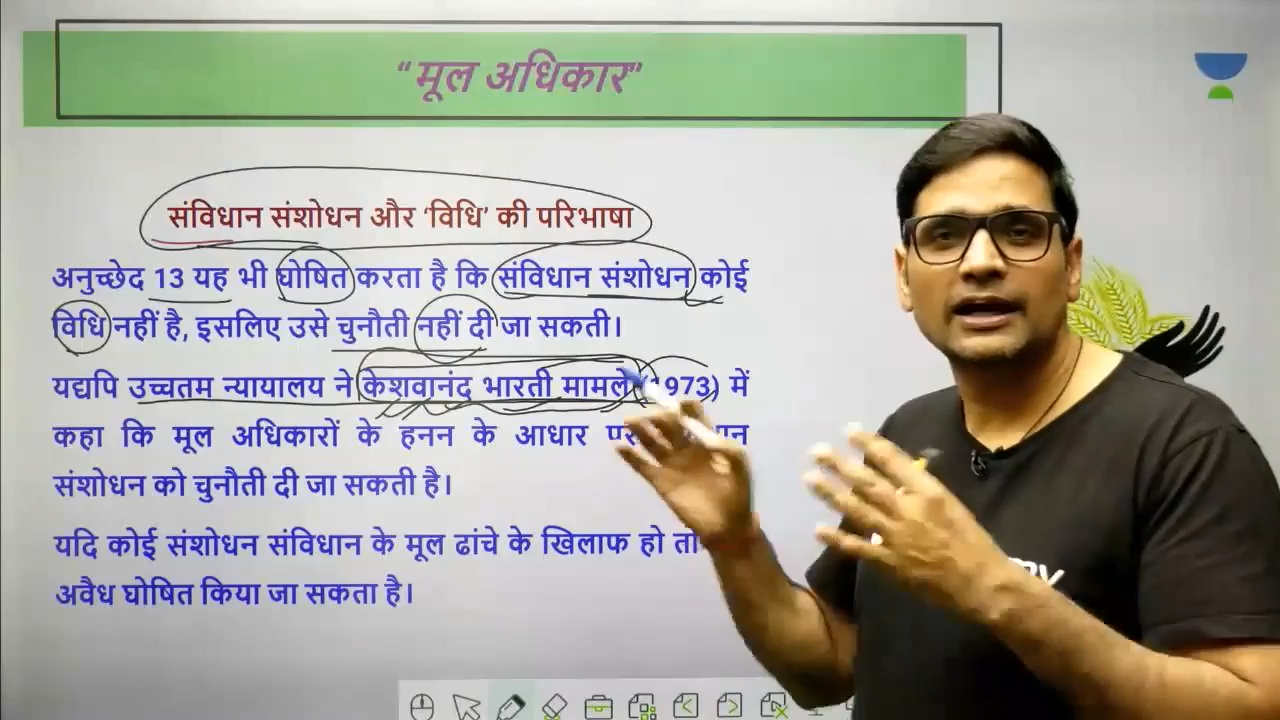 “मूल अधिकार”
संविधान संशोधन और ‘विधि’ की परिभाषा
अनुच्छेद 13 यह भी घोषित करता है कि संविधान संशोधन कोई
विधि नहीं है, इसलिए उसे चुनौती नहीं दी जा सकती।
यद्यपि उच्चतम न्यायालय ने केशवानंद भारती मामले (1973) में
कहा कि मूल अधिकारों के हनन के आधार
संशोधन को चुनौती दी जा सकती है।
यदि कोई संशोधन संविधान के मूल ढांचे के खिलाफ हो तो
अवैध घोषित किया जा सकता है।